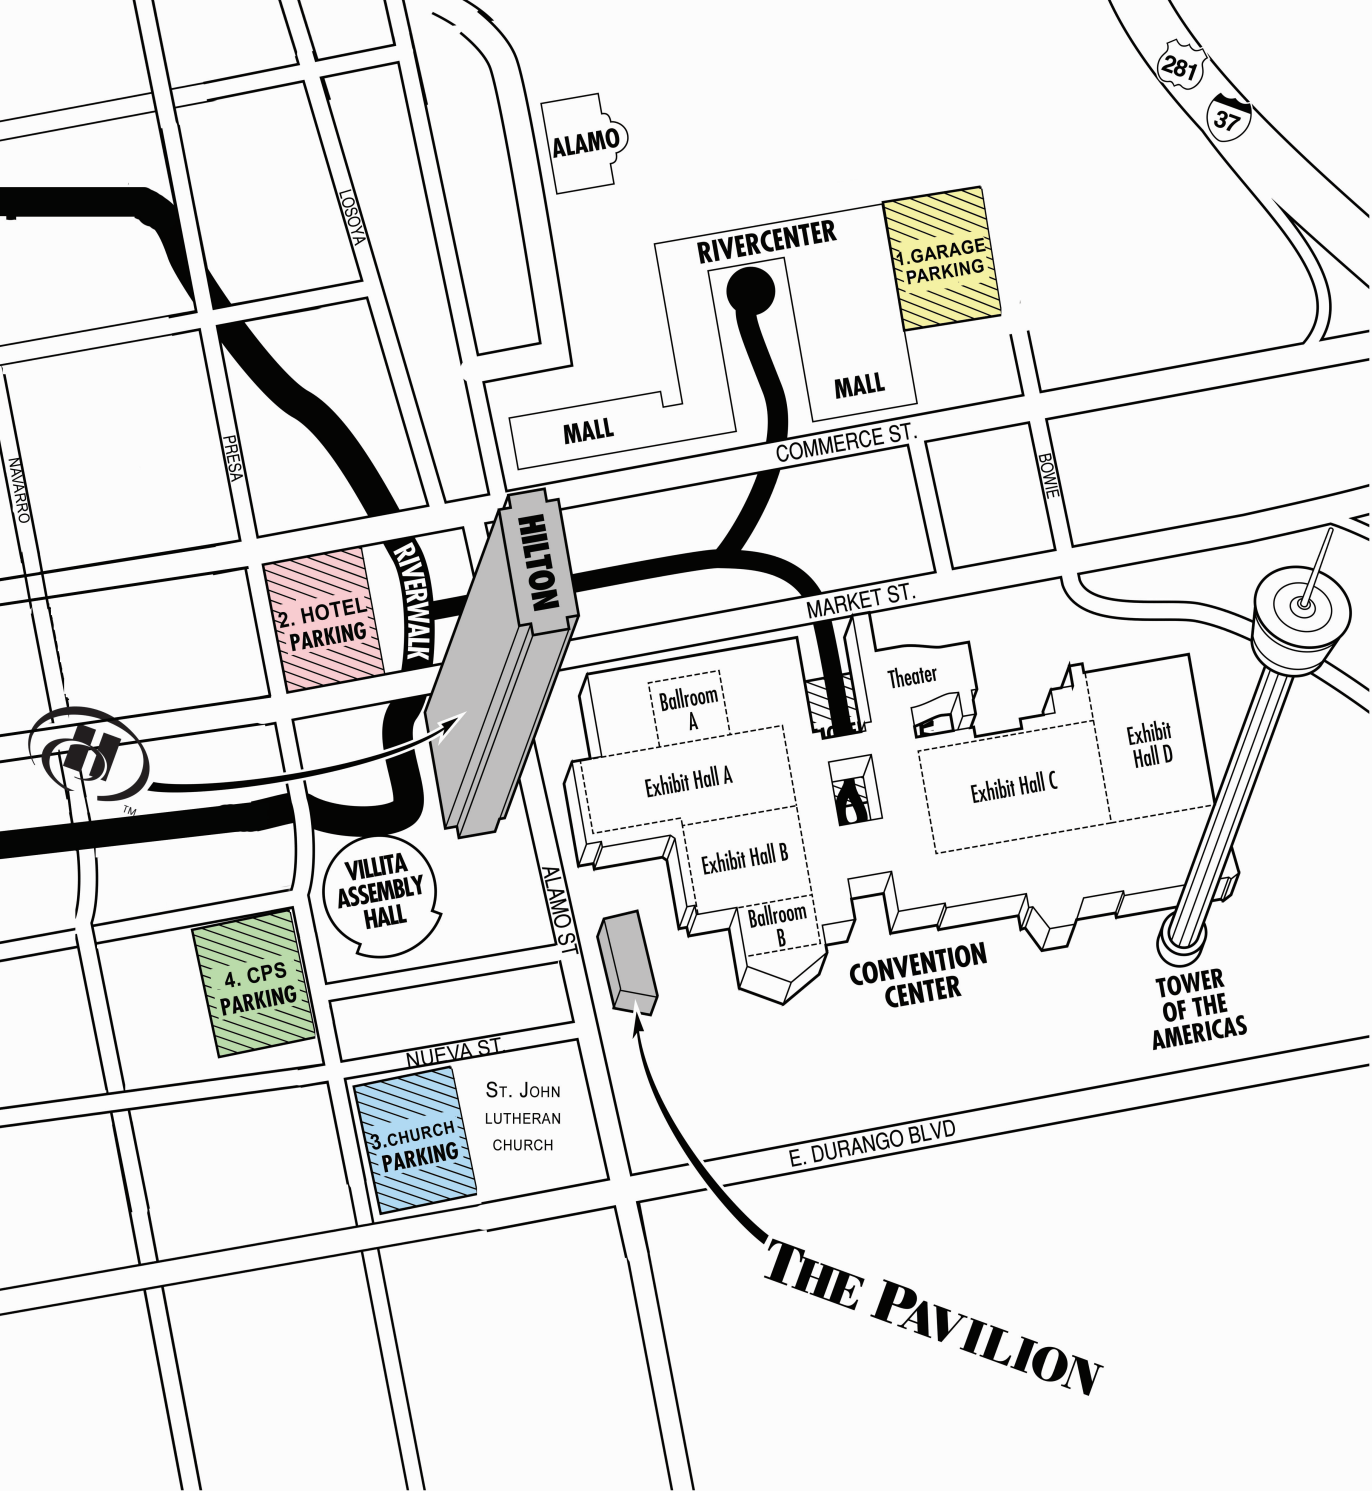 281
37
ALAMO
LOSOYA
RIVERCENTER
1.GARAGE
PARKING
MALL
MALL
COMMERCE ST.
PRESA
NAVARRO
BOWIE
HILTON
RIVERWALK
2. HOTEL
PARKING
MARKET ST.
Theater
Ballroom
A
Exhibit Hall A
Exhibit
Hall D
Exhibit Hall C
Exhibit Hall B
Ballroom
B
TM
VILLITA
ASSEMBLY
HALL
ALAMO ST
4. CPS
PARKING
CONVENTION
CENTER
TOWER
OF THE
AMERICAS
NUEVA ST.
ST. JOHN
LUTHERAN
CHURCH
3.CHURCH
PARKING
E. DURANGO BLVD
THE PAVILION